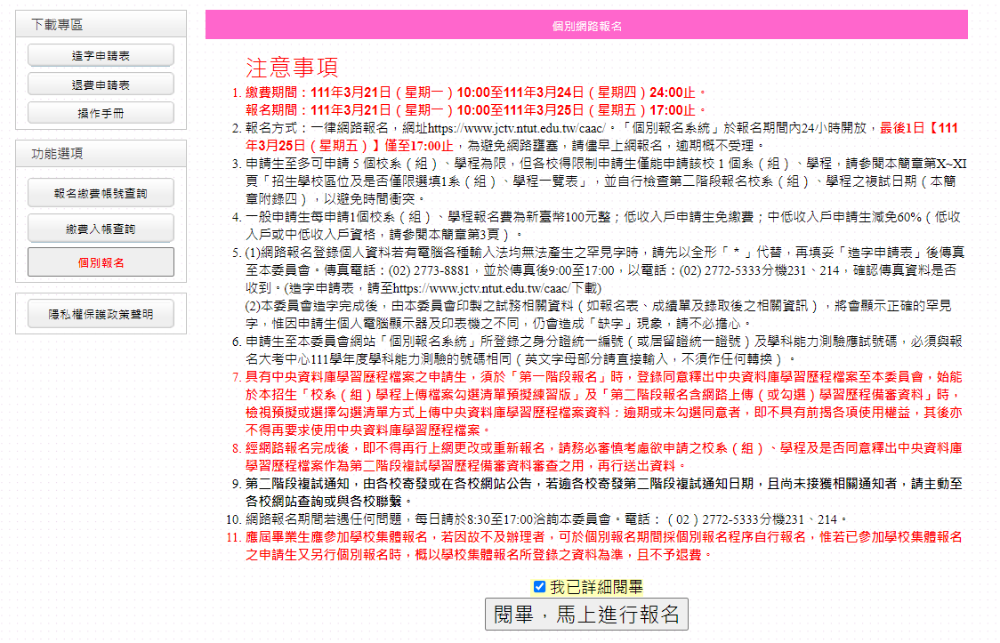 下載專區
造字申請表
退費申請表
操作手冊
功能選項
報名繳費帳號查詢
繳費入帳查詢
個別報名
隱私權保護政策聲明
個別網路報名
注意事項
1. 繳費期間：111年3月21日（星期一）10:00至111年3月24日（星期四）24:00止。
報名期間：111年3月21日（星期一）10:00至111年3月25日（星期五）17:00止。
2. 報名方式：一律網路報名，網址https://www.jctv.ntut.edu.tw/caac/。「個別報名系統」於報名期間內24小時開放，最後1日【111
年3月25日（星期五）】僅至17:00止，為避免網路壅塞，請儘早上網報名，逾期概不受理。
3. 申請生至多可申請 5 個校系（組）、學程為限，但各校得限制申請生僅能申請該校 1 個系（組）、學程，請參閱本簡章第X~XI
頁「招生學校區位及是否僅限選填1系（組）、學程一覽表」，並自行檢查第二階段報名校系（組）、學程之複試日期（本簡
章附錄四），以避免時間衝突。
4. 一般申請生每申請1個校系（組）、學程報名費為新臺幣100元整；低收入戶申請生免繳費；中低收入戶申請生減免60%（低收
入戶或中低收入戶資格，請參閱本簡章第3頁）。
5. (1)網路報名登錄個人資料若有電腦各種輸入法均無法產生之罕見字時，請先以全形「＊」代替，再填妥「造字申請表」後傳真
至本委員會。傳真電話：(02) 2773-8881，並於傳真後9:00至17:00，以電話：(02) 2772-5333分機231、214，確認傳真資料是否
收到。(造字申請表，請至https://www.jctv.ntut.edu.tw/caac/下載)
(2)本委員會造字完成後，由本委員會印製之試務相關資料（如報名表、成績單及錄取後之相關資訊），將會顯示正確的罕見
字，惟因申請生個人電腦顯示器及印表機之不同，仍會造成「缺字」現象，請不必擔心。
6. 申請生至本委員會網站「個別報名系統」所登錄之身分證統一編號（或居留證統一證號）及學科能力測驗應試號碼，必須與報
名大考中心111學年度學科能力測驗的號碼相同（英文字母部分請直接輸入，不須作任何轉換）。
7. 具有中央資料庫學習歷程檔案之申請生，須於「第一階段報名」時，登錄同意釋出中央資料庫學習歷程檔案至本委員會，始能
於本招生「校系（組）學程上傳檔案勾選清單預擬練習版」及「第二階段報名含網路上傳（或勾選）學習歷程備審資料」時，
檢視預擬或選擇勾選清單方式上傳中央資料庫學習歷程檔案資料；逾期或未勾選同意者，即不具有前揭各項使用權益，其後亦
不得再要求使用中央資料庫學習歷程檔案。
8. 經網路報名完成後，即不得再行上網更改或重新報名，請務必審慎考慮欲申請之校系（組）、學程及是否同意釋出中央資料庫
學習歷程檔案作為第二階段複試學習歷程備審資料審查之用，再行送出資料。
9. 第二階段複試通知，由各校寄發或在各校網站公告，若逾各校寄發第二階段複試通知日期，且尚未接獲相關通知者，請主動至
各校網站查詢或與各校聯繫。
10. 網路報名期間若遇任何問題，每日請於8:30至17:00洽詢本委員會。電話：（02）2772-5333分機231、214。
11. 應屆畢業生應參加學校集體報名，若因故不及辦理者，可於個別報名期間採個別報名程序自行報名，惟若已參加學校集體報名
之申請生又另行個別報名時，概以學校集體報名所登錄之資料為準，且不予退費。
我已詳細閱畢
閱畢，馬上進行報名